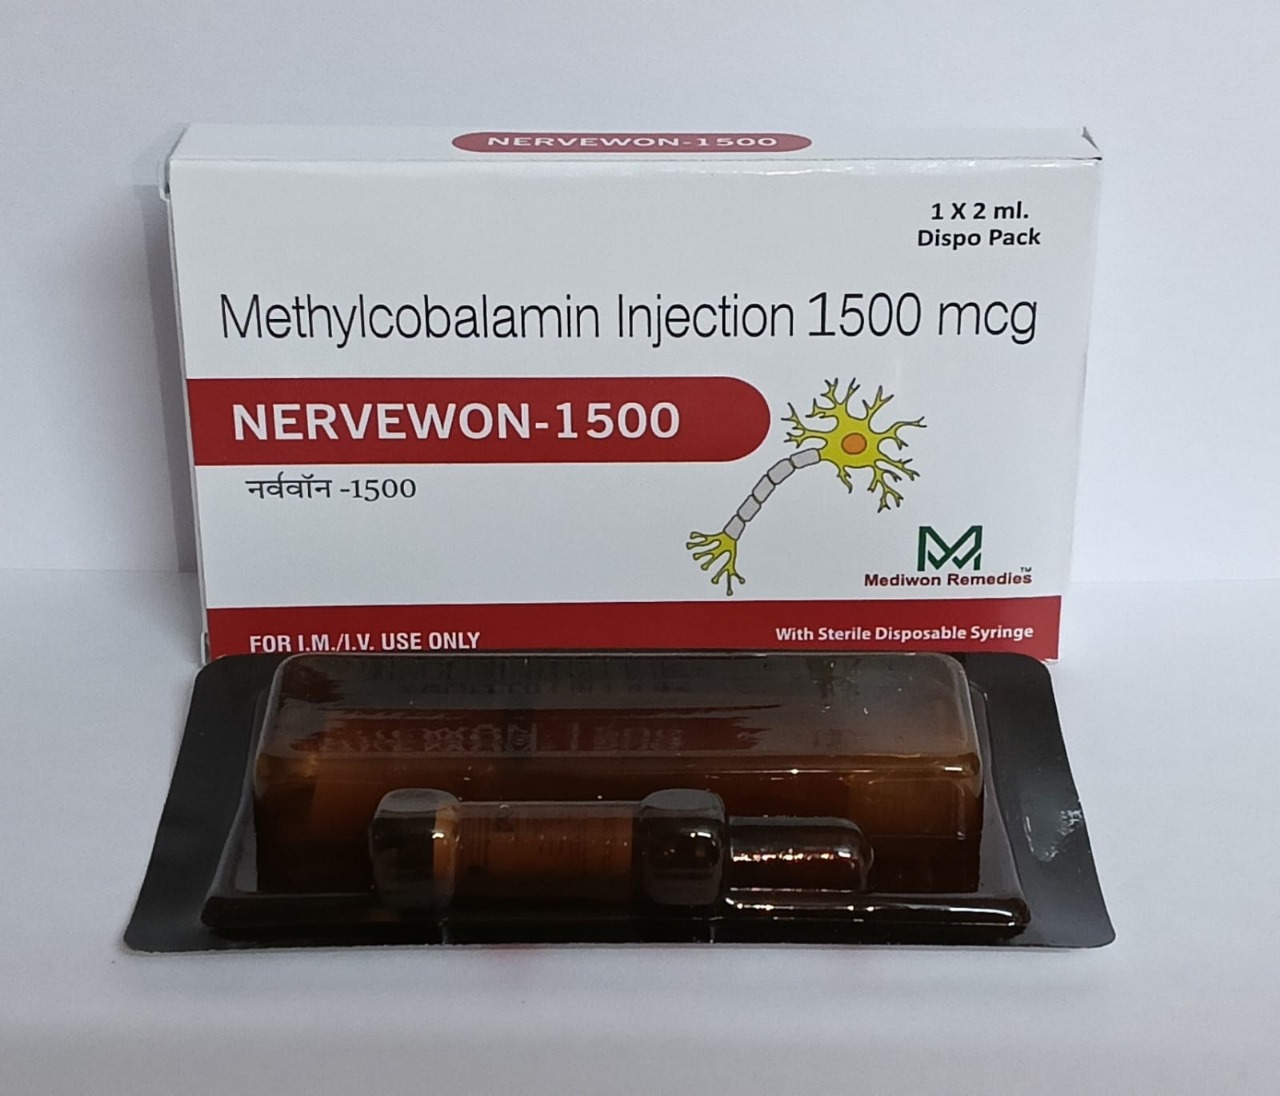 NERVEWON-1500
1 X 2 ml.
Dispo Pack
Methylcobalamin Injection 1500 mcg
NERVEWON-1500
नर्ववॉन -1500
Mediwon Remedies™
FOR I.M./I.V. USE ONLY
With Sterile Disposable Syringe